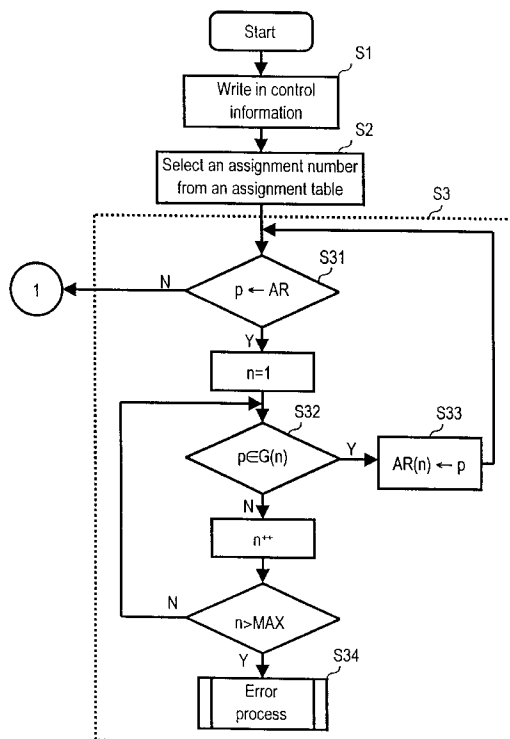 Start
S1
Write in control
information
S2
Select an assignment number
from an assignment table
S3
S31
p ← AR
N
1
Y
n=1
S32
p∈G(n)
Y
S33
AR(n) ← p
N
n++
N
n>MAX
Y
S34
Error
process